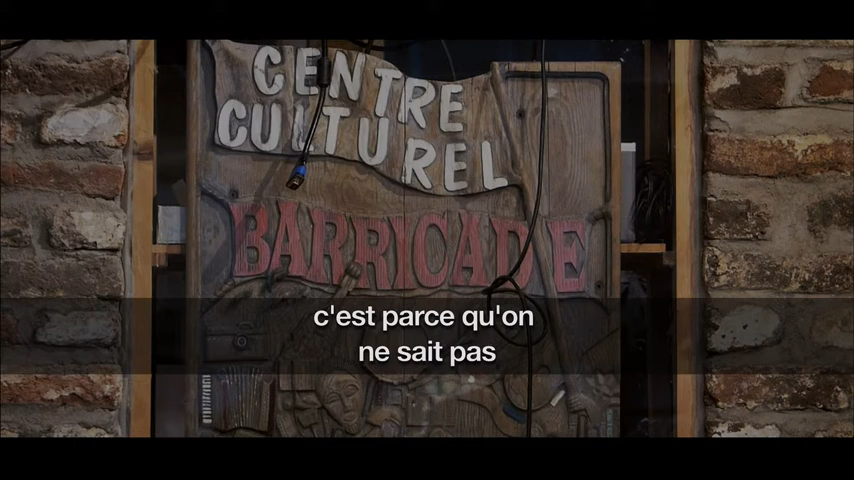 CENTRE
CULTUREL
BARRICADE
c'est parce qu'on
ne sait pas